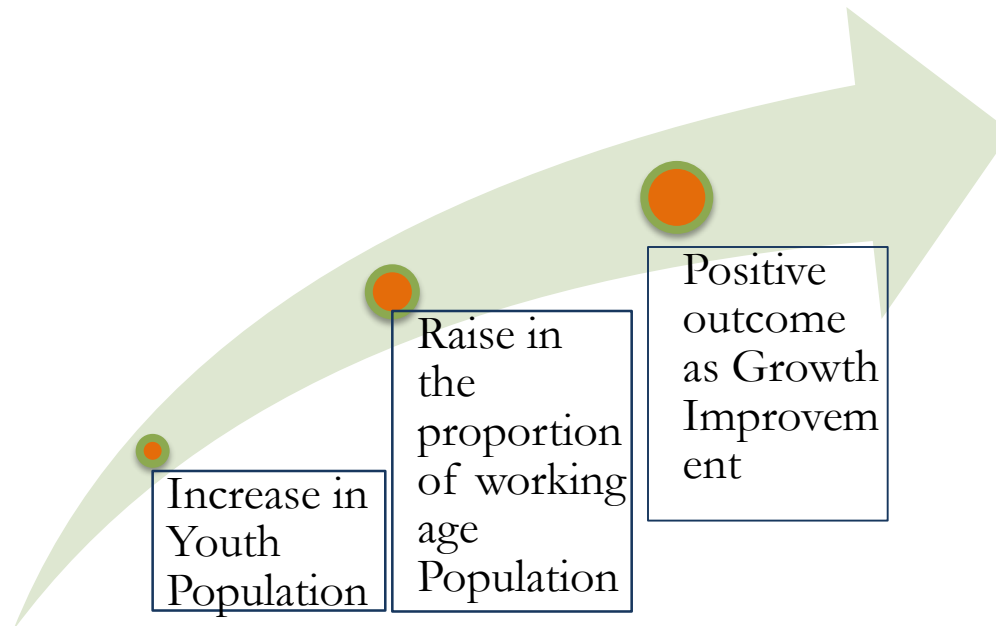 Increase in
Youth
Population
Raise in
the
proportion
of working
age
Population
Positive
outcome
as Growth
Improvem
ent